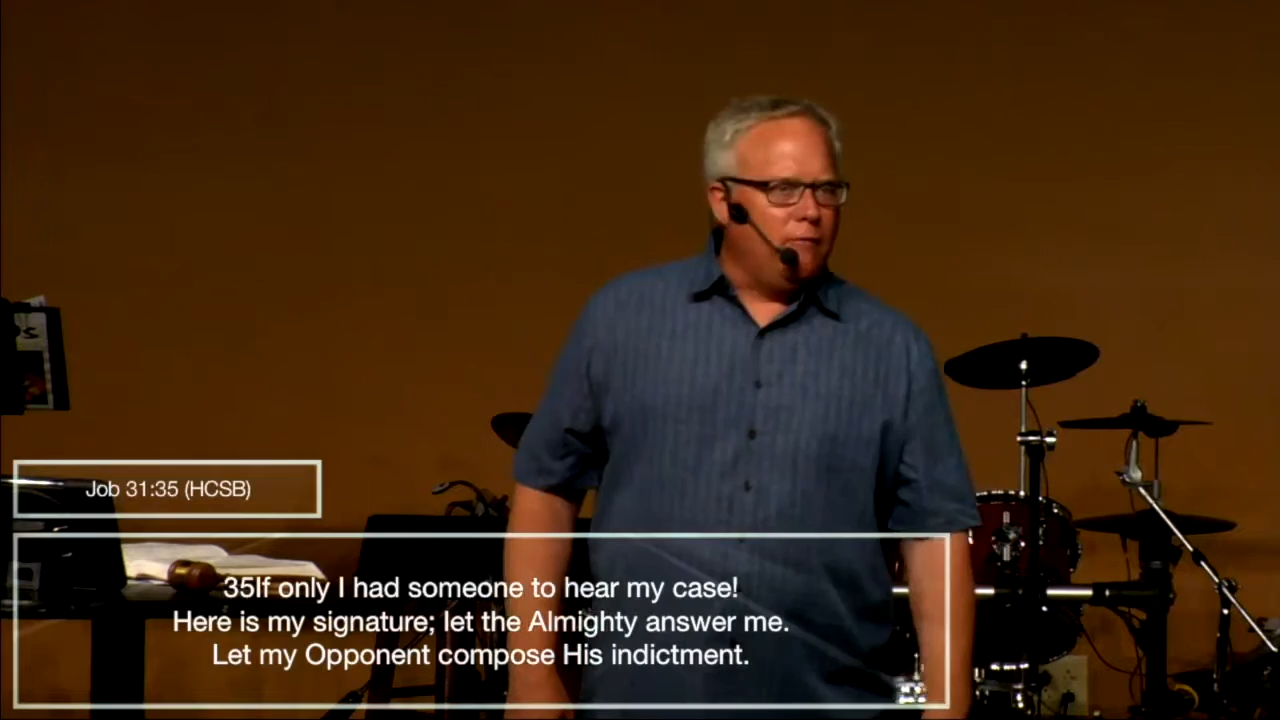 Job 31:35 (HCSB)
35If only I had someone to hear my case!
Here is my signature; let the Almighty answer me.
Let my Opponent compose His indictment.